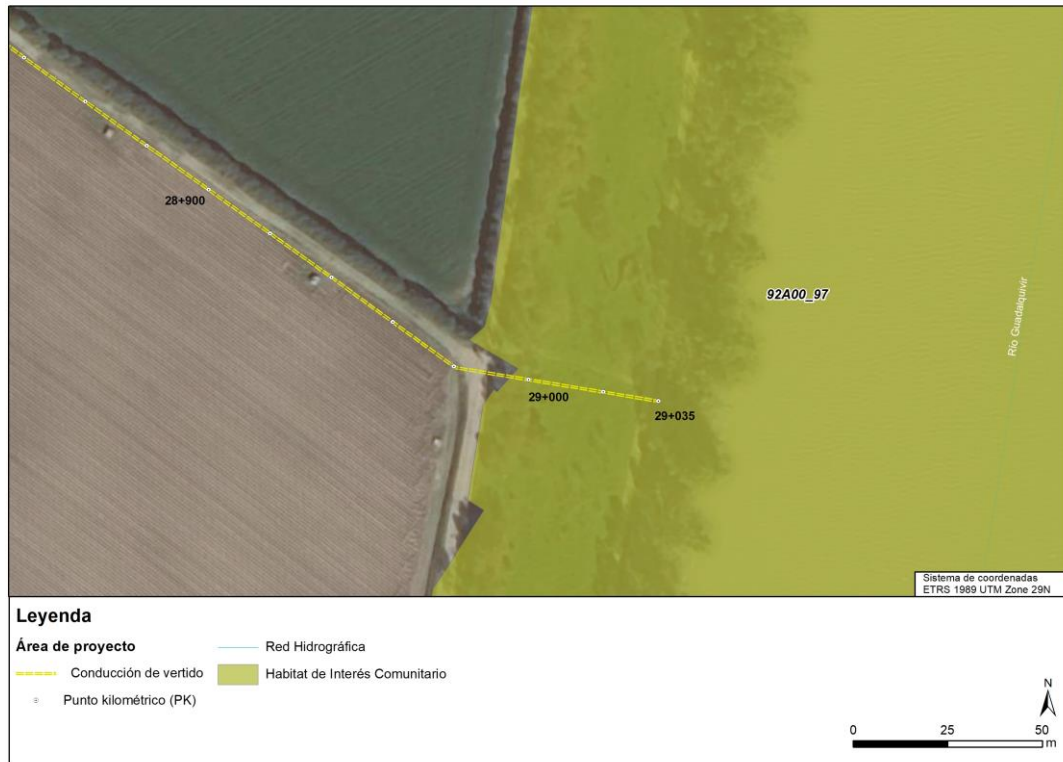 28+900
92A00_97
Río Guadalquivir
29+000
29+035
Sistema de coordenadas
ETRS 1989 UTM Zone 29N
Leyenda
Área de proyecto
Conducción de vertido
Punto kilométrico (PK)
Red Hidrográfica
Habitat de Interés Comunitario
N
0 25 50
m